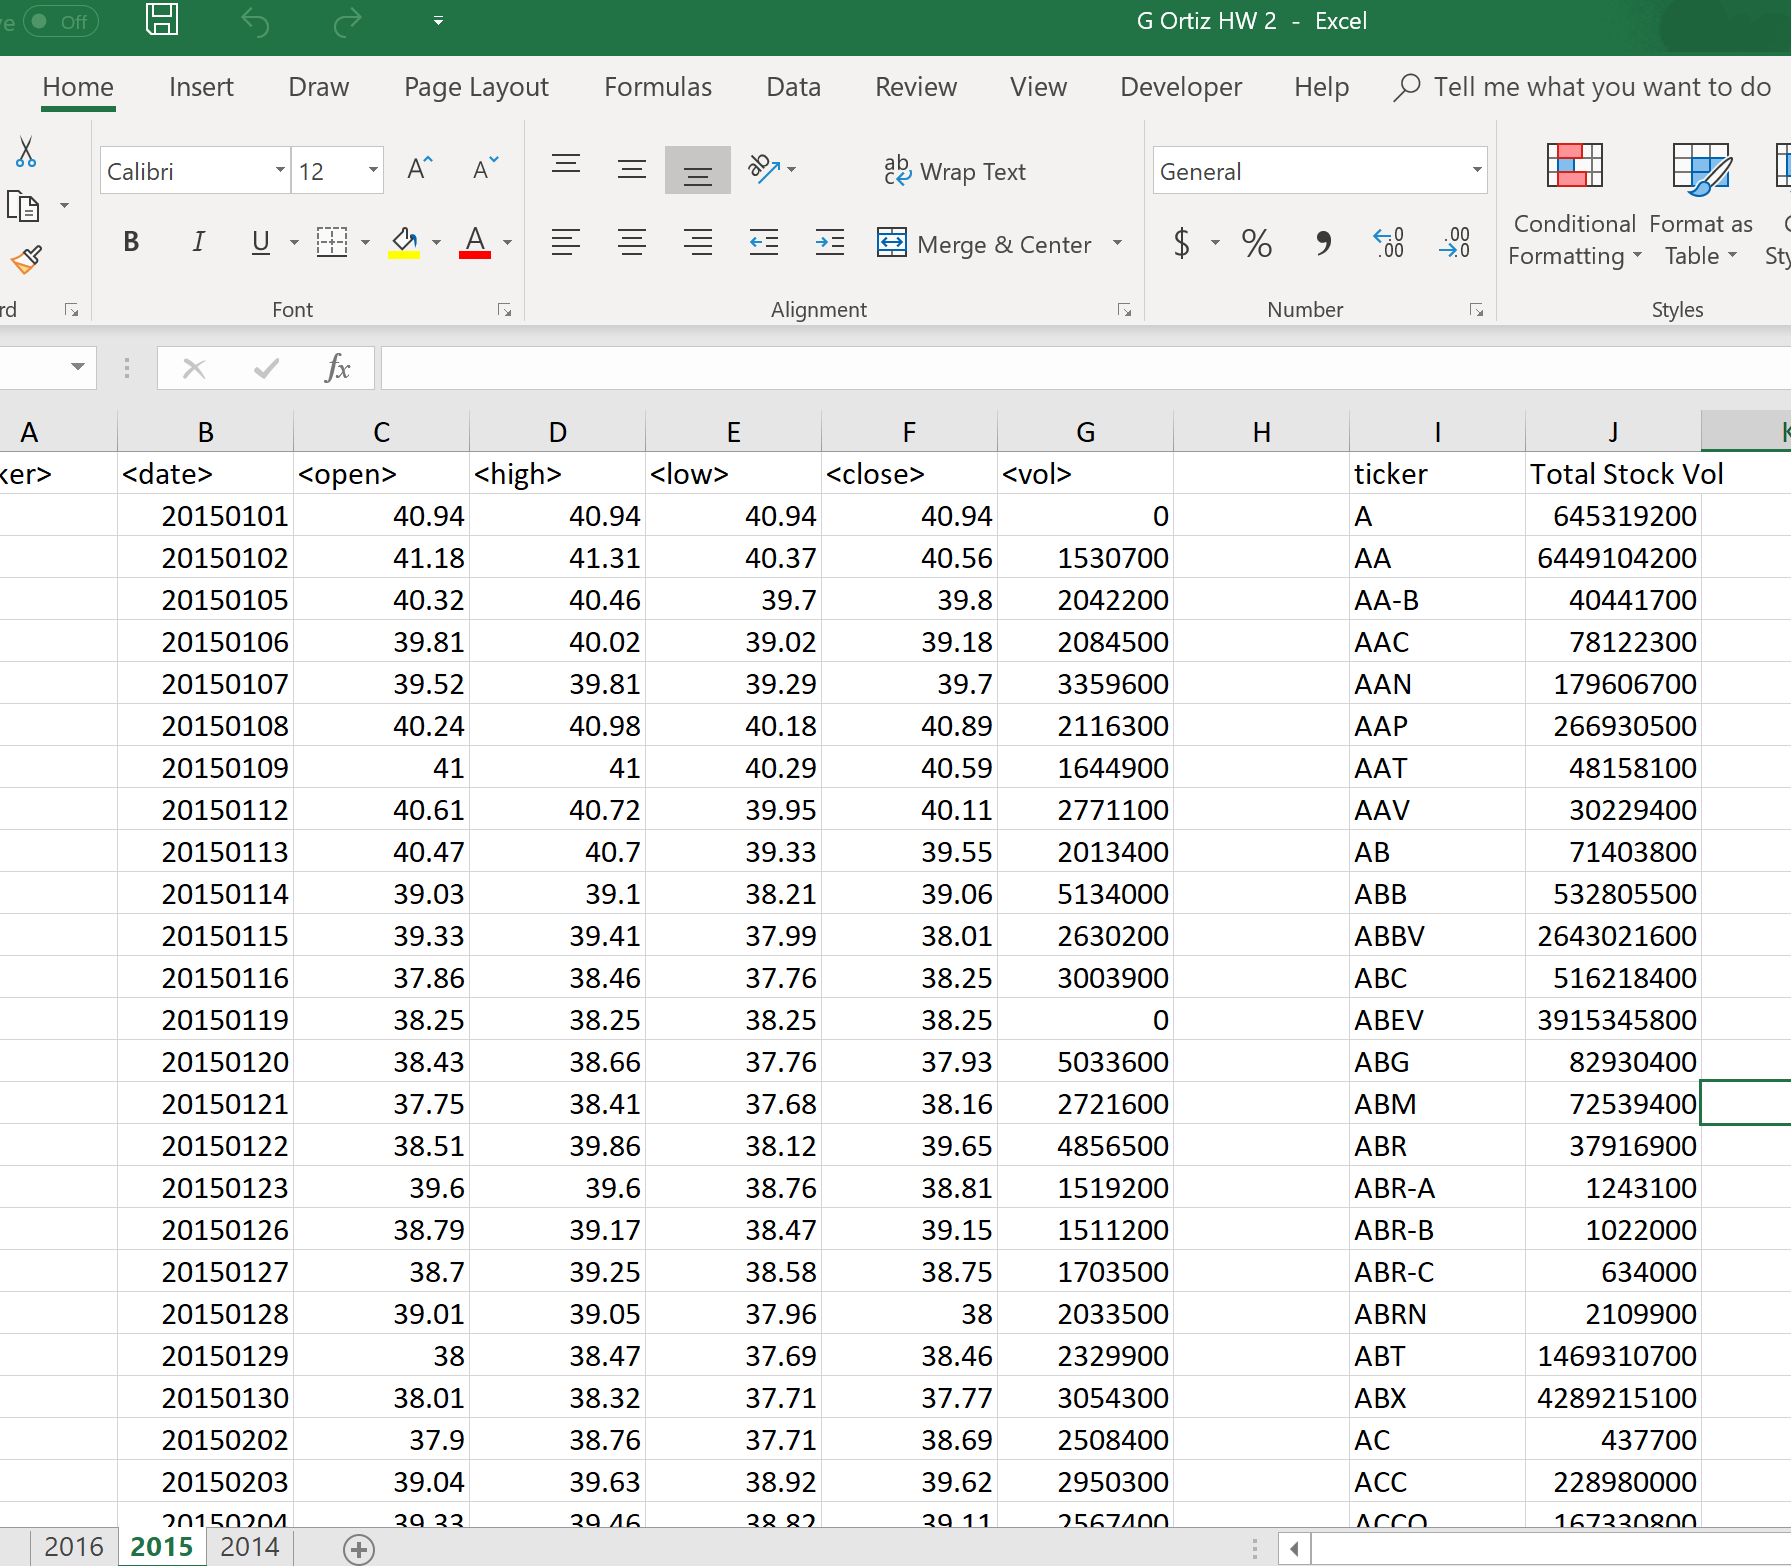 Off G Ortiz HW 2 - Excel
Home Insert Draw Page Layout Formulas Data Review View Developer Help Tell me what you want to do
Calibri 12 A A ab Wrap Text General
B I U A Merge & Center $ % , .00 .00
Conditional Formatting Format as Table
Font Alignment Number Styles
fx
A B C D E F G H I J K
ker> <date> <open> <high> <low> <close> <vol> ticker Total Stock Vol
20150101 40.94 40.94 40.94 40.94 0 A 645319200
20150102 41.18 41.31 40.37 40.56 1530700 AA 6449104200
20150105 40.32 40.46 39.7 39.8 2042200 AA-B 40441700
20150106 39.81 40.02 39.02 39.18 2084500 AAC 78122300
20150107 39.52 39.81 39.29 39.7 3359600 AAN 179606700
20150108 40.24 40.98 40.18 40.89 2116300 AAP 266930500
20150109 41 41 40.29 40.59 1644900 AAT 48158100
20150112 40.61 40.72 39.95 40.11 2771100 AAV 30229400
20150113 40.47 40.7 39.33 39.55 2013400 AB 71403800
20150114 39.03 39.1 38.21 39.06 5134000 ABB 532805500
20150115 39.33 39.41 37.99 38.01 2630200 ABBV 2643021600
20150116 37.86 38.46 37.76 38.25 3003900 ABC 516218400
20150119 38.25 38.25 38.25 38.25 0 ABEV 3915345800
20150120 38.43 38.66 37.76 37.93 5033600 ABG 82930400
20150121 37.75 38.41 37.68 38.16 2721600 ABM 72539400
20150122 38.51 39.86 38.12 39.65 4856500 ABR 37916900
20150123 39.6 39.6 38.76 38.81 1519200 ABR-A 1243100
20150126 38.79 39.17 38.47 39.15 1511200 ABR-B 1022000
20150127 38.7 39.25 38.58 38.75 1703500 ABR-C 634000
20150128 39.01 39.05 37.96 38 2033500 ABRN 2109900
20150129 38 38.47 37.69 38.46 2329900 ABT 1469310700
20150130 38.01 38.32 37.71 37.77 3054300 ABX 4289215100
20150202 37.9 38.76 37.71 38.69 2508400 AC 437700
20150203 39.04 39.63 38.92 39.62 2950300 ACC 228980000
20150204 39.33 39.46 38.82 39.11 2567400 ACCO 167330800
2016 2015 2014